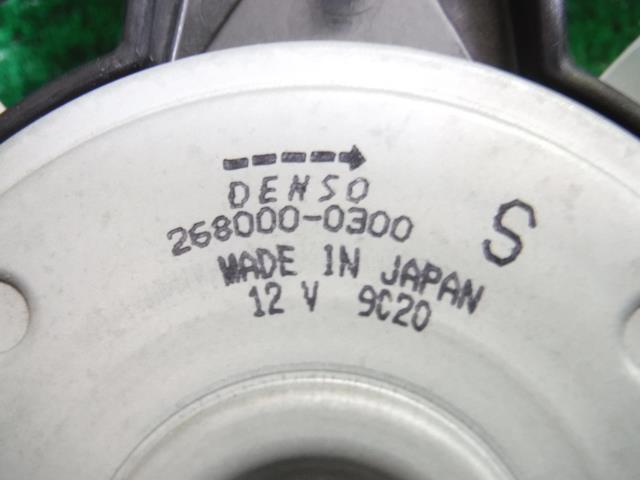 DENSO
268000-0300
S
MADE IN JAPAN
12 V 9C20